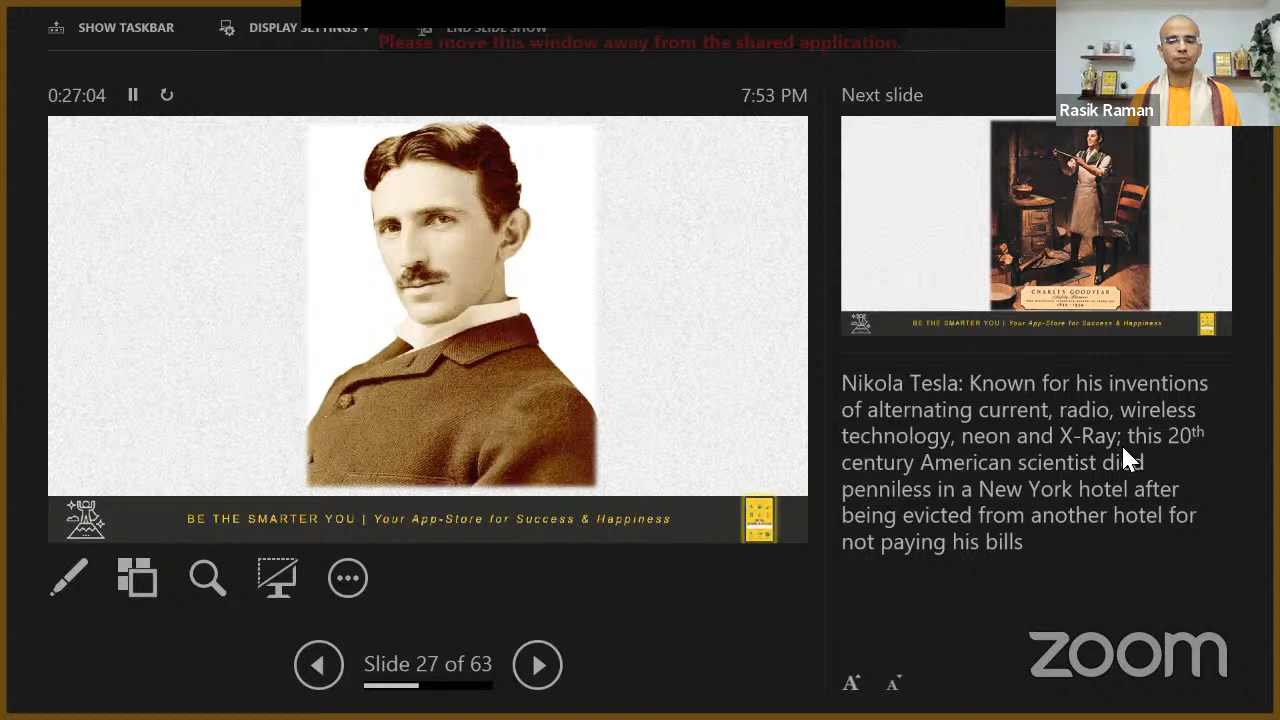 SHOW TASKBAR
DISPLAY SETTINGS ▾
END SLIDE SHOW
Please move this window away from the shared application.
Rasik Raman
0:27:04
7:53 PM
Next slide
CHARLES GOODYEAR
BE THE SMARTER YOU | Your App-Store for Success & Happiness
Nikola Tesla: Known for his inventions
of alternating current, radio, wireless
technology, neon and X-Ray; this 20th
century American scientist died
penniless in a New York hotel after
being evicted from another hotel for
not paying his bills
BE THE SMARTER YOU | Your App-Store for Success & Happiness
Slide 27 of 63
zoom
A
A